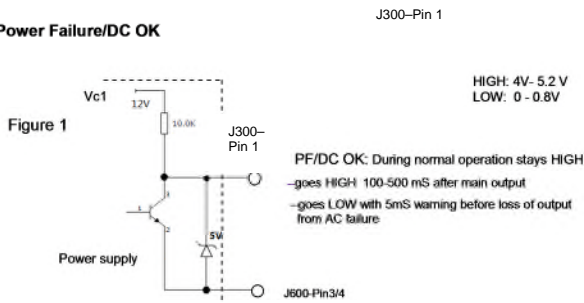 J300–Pin 1
Power Failure/DC OK
HIGH: 4V- 5.2 V
LOW: 0 - 0.8V
Vc1
12V
Figure 1
10.0K
J300–
Pin 1
PF/DC OK: During normal operation stays HIGH
–goes HIGH 100-500 mS after main output
–goes LOW with 5mS warning before loss of output
from AC failure
1
3
2
5V
Power supply
J600-Pin3/4